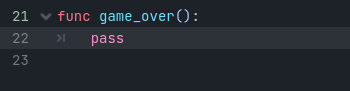 21 func game_over():
22 pass
23